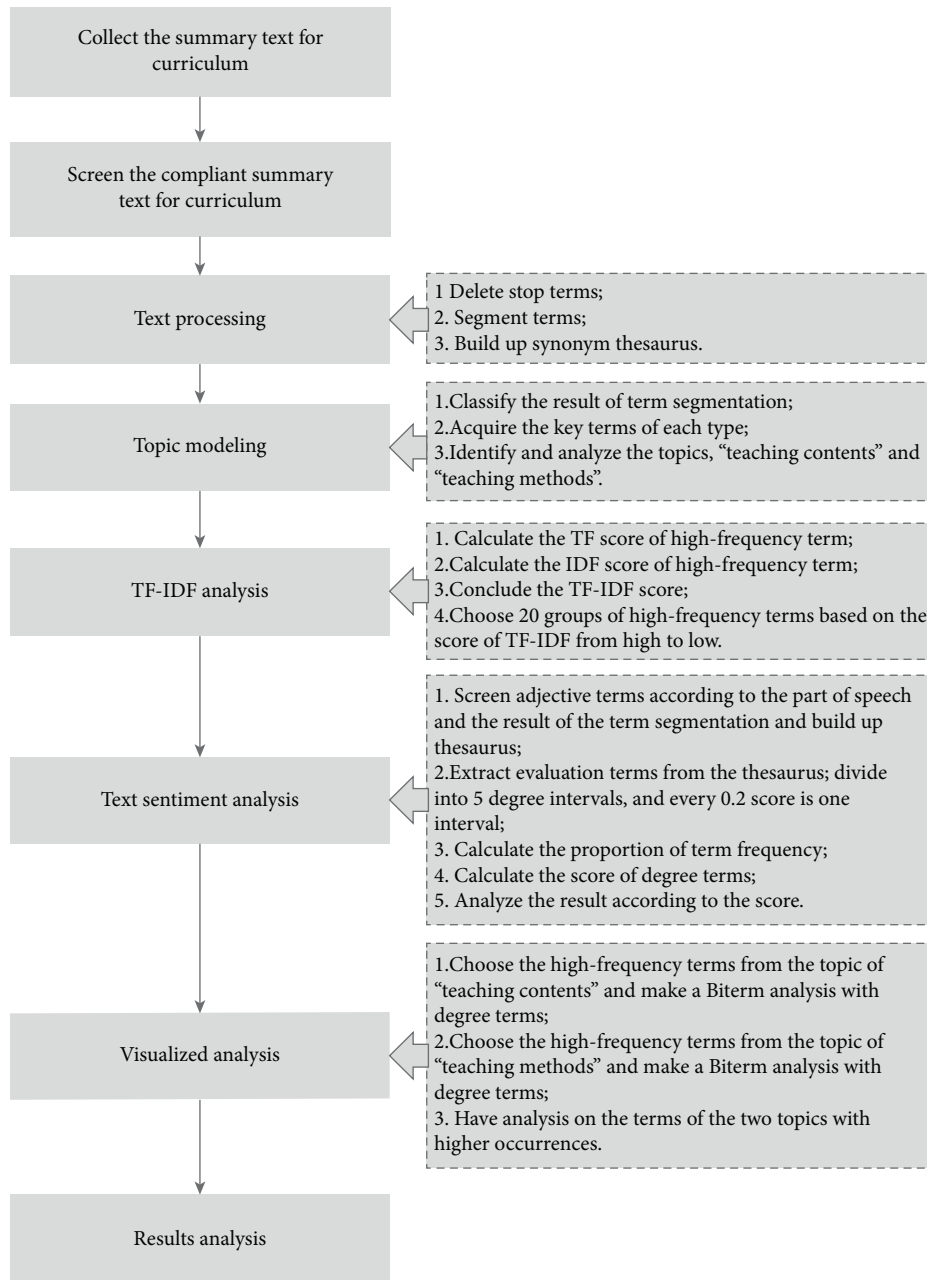 Collect the summary text for
curriculum
Screen the compliant summary
text for curriculum
Text processing
1 Delete stop terms;
2. Segment terms;
3. Build up synonym thesaurus.
Topic modeling
1.Classify the result of term segmentation;
2.Acquire the key terms of each type;
3.Identify and analyze the topics, “teaching contents” and
“teaching methods”.
TF-IDF analysis
1. Calculate the TF score of high-frequency term;
2.Calculate the IDF score of high-frequency term;
3.Conclude the TF-IDF score;
4.Choose 20 groups of high-frequency terms based on the
score of TF-IDF from high to low.
Text sentiment analysis
1. Screen adjective terms according to the part of speech
and the result of the term segmentation and build up
thesaurus;
2.Extract evaluation terms from the thesaurus; divide
into 5 degree intervals, and every 0.2 score is one
interval;
3. Calculate the proportion of term frequency;
4. Calculate the score of degree terms;
5. Analyze the result according to the score.
Visualized analysis
1.Choose the high-frequency terms from the topic of
“teaching contents” and make a Biterm analysis with
degree terms;
2.Choose the high-frequency terms from the topic of
“teaching methods” and make a Biterm analysis with
degree terms;
3. Have analysis on the terms of the two topics with
higher occurrences.
Results analysis